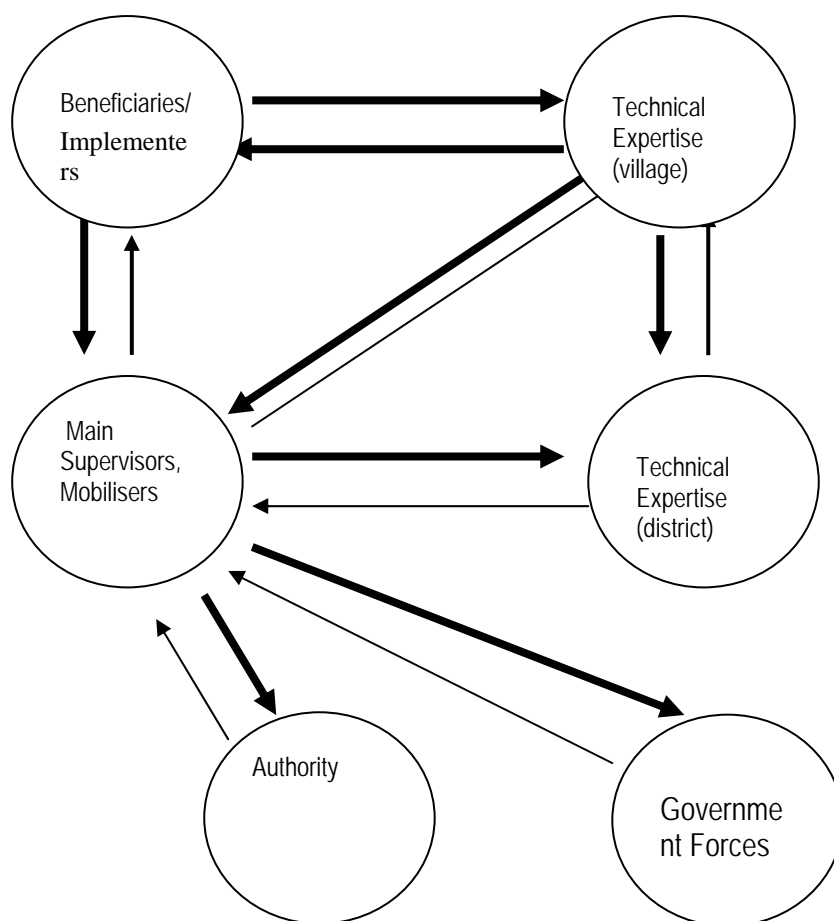 Beneficiaries/
Implemente
rs
Technical
Expertise
(village)
Main
Supervisors,
Mobilisers
Technical
Expertise
(district)
Authority
Governme
nt Forces